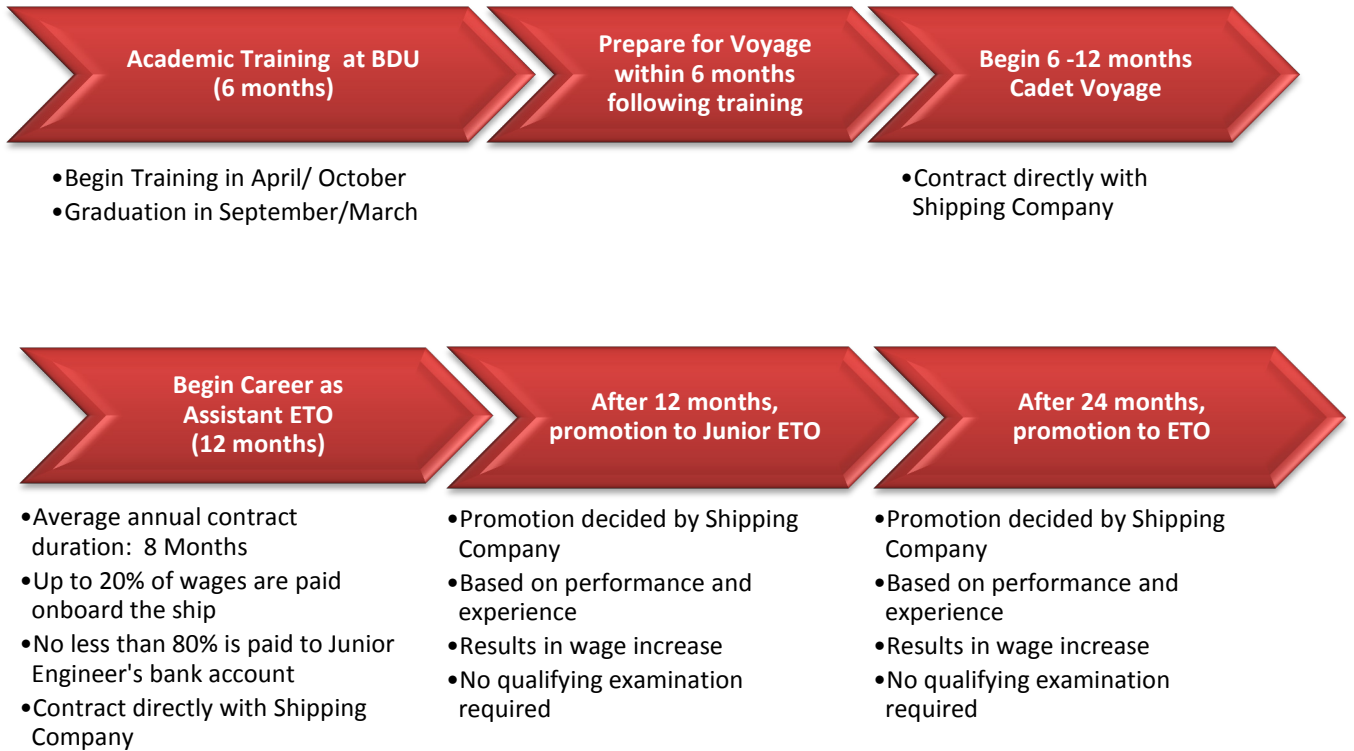 Academic Training at BDU
(6 months)
Prepare for Voyage
within 6 months
following training
Begin 6 -12 months
Cadet Voyage
•Begin Training in April/ October
•Graduation in September/March
•Contract directly with
Shipping Company
Begin Career as
Assistant ETO
(12 months)
After 12 months,
promotion to Junior ETO
After 24 months,
promotion to ETO
•Average annual contract
duration: 8 Months
•Up to 20% of wages are paid
onboard the ship
•No less than 80% is paid to Junior
Engineer's bank account
•Contract directly with Shipping
Company
•Promotion decided by Shipping
Company
•Based on performance and
experience
•Results in wage increase
•No qualifying examination
required
•Promotion decided by Shipping
Company
•Based on performance and
experience
•Results in wage increase
•No qualifying examination
required